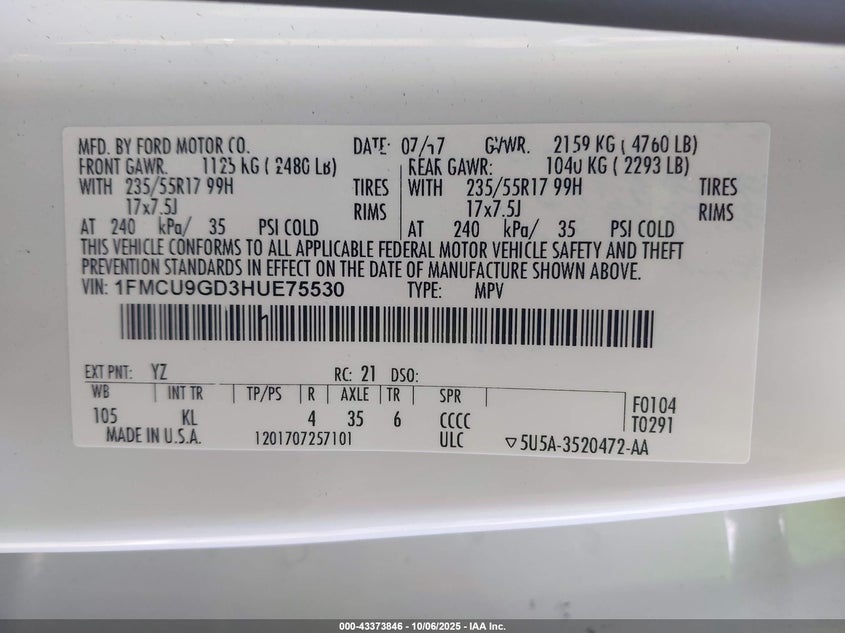 MFD. BY FORD MOTOR CO. DATE: 07/17 GVWR. 2159 KG ( 4760 LB)
FRONT GAWR. 1125 KG ( 2480 LB) REAR GAWR: 1040 KG ( 2293 LB)
WITH 235/55R17 99H TIRES WITH 235/55R17 99H TIRES
17x7.5J RIMS 17x7.5J RIMS
AT 240 kPa/ 35 PSI COLD AT 240 kPa/ 35 PSI COLD
THIS VEHICLE CONFORMS TO ALL APPLICABLE FEDERAL MOTOR VEHICLE SAFETY AND THEFT
PREVENTION STANDARDS IN EFFECT ON THE DATE OF MANUFACTURE SHOWN ABOVE.
VIN: 1FMCU9GD3HUE75530 TYPE: MPV
EXT PNT: YZ RC: 21 DSO:
WB INT TR TP/PS R AXLE TR SPR
105 KL 4 35 6 CCCC F0104
MADE IN U.S.A. 1201707257101 ULC T0291
▽5U5A-3520472-AA
000-43373846 - 10/06/2025 - IAA Inc.